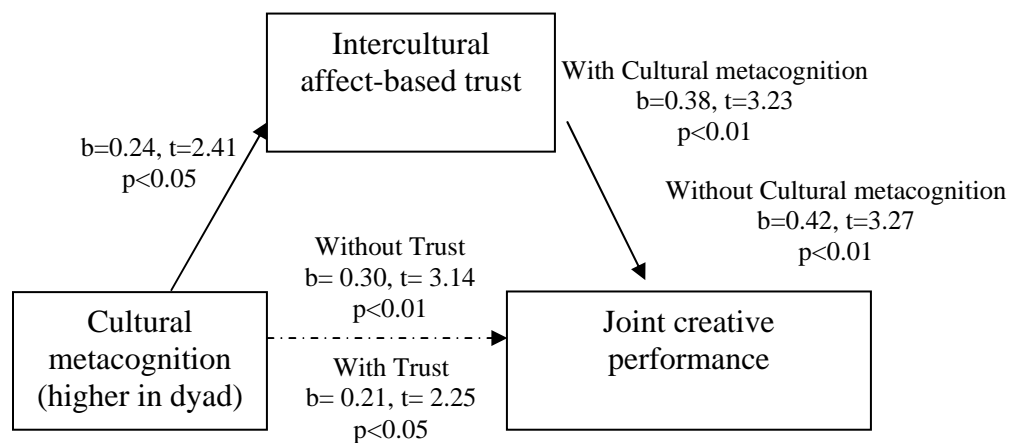 Intercultural
affect-based trust
With Cultural metacognition
b=0.38, t=3.23
p<0.01
b=0.24, t=2.41
p<0.05
Without Cultural metacognition
b=0.42, t=3.27
p<0.01
Without Trust
b= 0.30, t= 3.14
p<0.01
Cultural
metacognition
(higher in dyad)
Joint creative
performance
With Trust
b= 0.21, t= 2.25
p<0.05